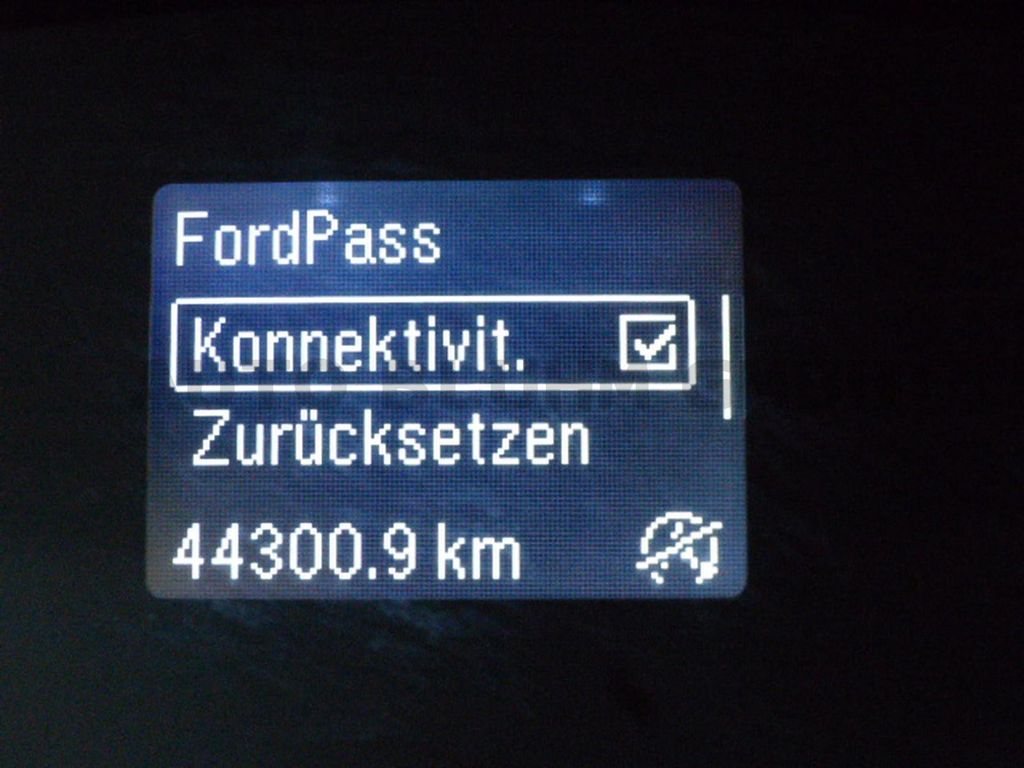 FordPass
Konnektivit.
Zurücksetzen
44300.9 km